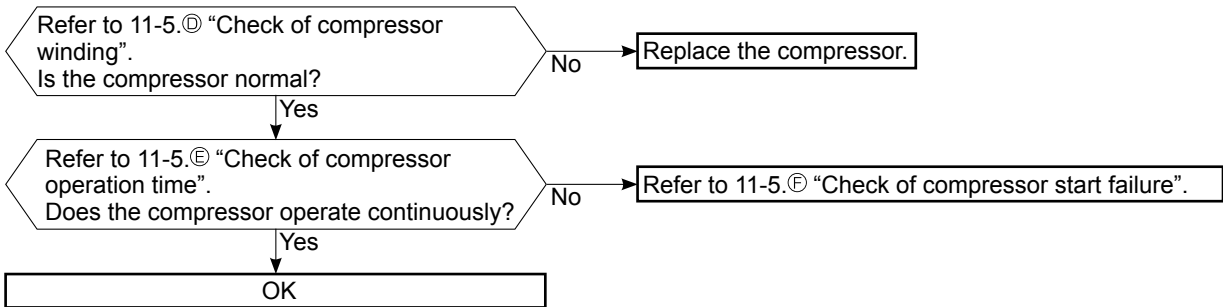 Refer to 11-5.Ⓓ “Check of compressor
winding”.
Is the compressor normal?
No
Replace the compressor.
Yes
Refer to 11-5.Ⓔ “Check of compressor
operation time”.
Does the compressor operate continuously?
No
Refer to 11-5.Ⓕ “Check of compressor start failure”.
Yes
OK